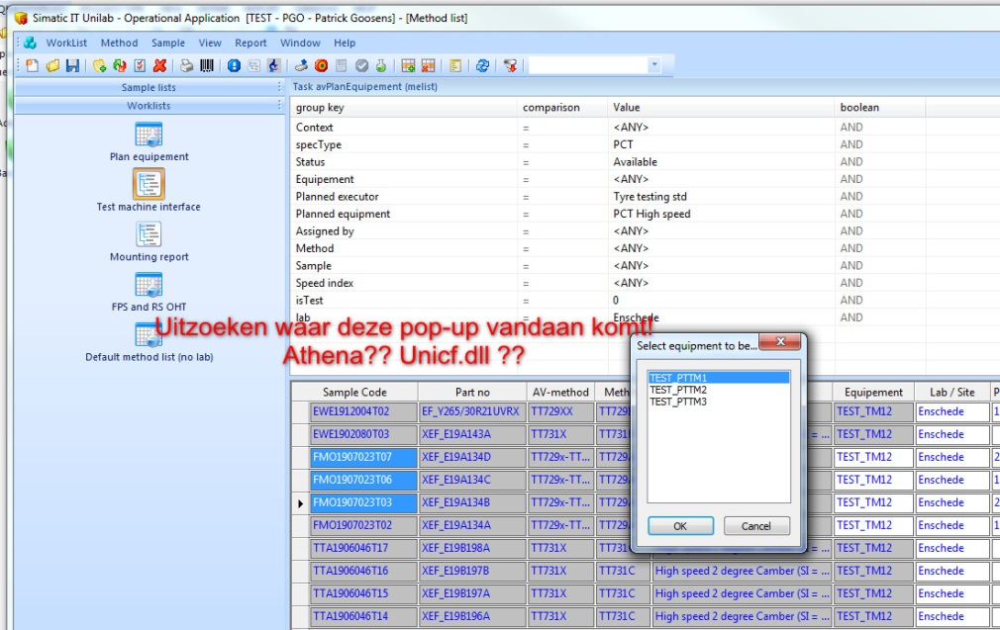 Simatic IT Unilab - Operational Application [TEST - PGO - Patrick Goosens] - [Method list]
WorkList Method Sample View Report Window Help
Sample lists
Worklists
Plan equipement
Test machine interface
Mounting report
FPS and RS OHT
Default method list (no lab)
Task avPlanEquipement (melist)
group key comparison Value boolean
Context = <ANY> AND
specType = PCT AND
Status = Available AND
Equipement = <ANY> AND
Planned executor = Tyre testing std AND
Planned equipment = PCT High speed AND
Assigned by = <ANY> AND
Method = <ANY> AND
Sample = <ANY> AND
Speed index = <ANY> AND
isTest = 0 AND
lab = Enschede AND
Uitzoeken waar deze pop-up vandaan komt!
Athena?? Unicf.dll ??
Select equipment to be...
TEST_PTTM1
TEST_PTTM2
TEST_PTTM3
OK Cancel
Sample Code Part no AV-method Meth Equipement Lab / Site P
EWE1912004T02 EF_Y265/30R21UVRX TT729XX TT729 TEST_TM12 Enschede 1
EWE1902080T03 XEF_E19A143A TT731X TT731 = ... TEST_TM12 Enschede
FMO1907023T07 XEF_E19A134D TT729x-TT... TT729 TEST_TM12 Enschede 2
FMO1907023T06 XEF_E19A134C TT729x-TT... TT729 TEST_TM12 Enschede 1
FMO1907023T03 XEF_E19A134B TT729x-TT... TT729 TEST_TM12 Enschede 2
FMO1907023T02 XEF_E19A134A TT729x-TT... TT729 TEST_TM12 Enschede 1
TTA1906046T17 XEF_E19B198A TT731X TT731C High speed 2 degree Camber (SI = ... TEST_TM12 Enschede
TTA1906046T16 XEF_E19B197B TT731X TT731C High speed 2 degree Camber (SI = ... TEST_TM12 Enschede
TTA1906046T15 XEF_E19B197A TT731X TT731C High speed 2 degree Camber (SI = ... TEST_TM12 Enschede
TTA1906046T14 XEF_E19B196A TT731X TT731C High speed 2 degree Camber (SI = ... TEST_TM12 Enschede